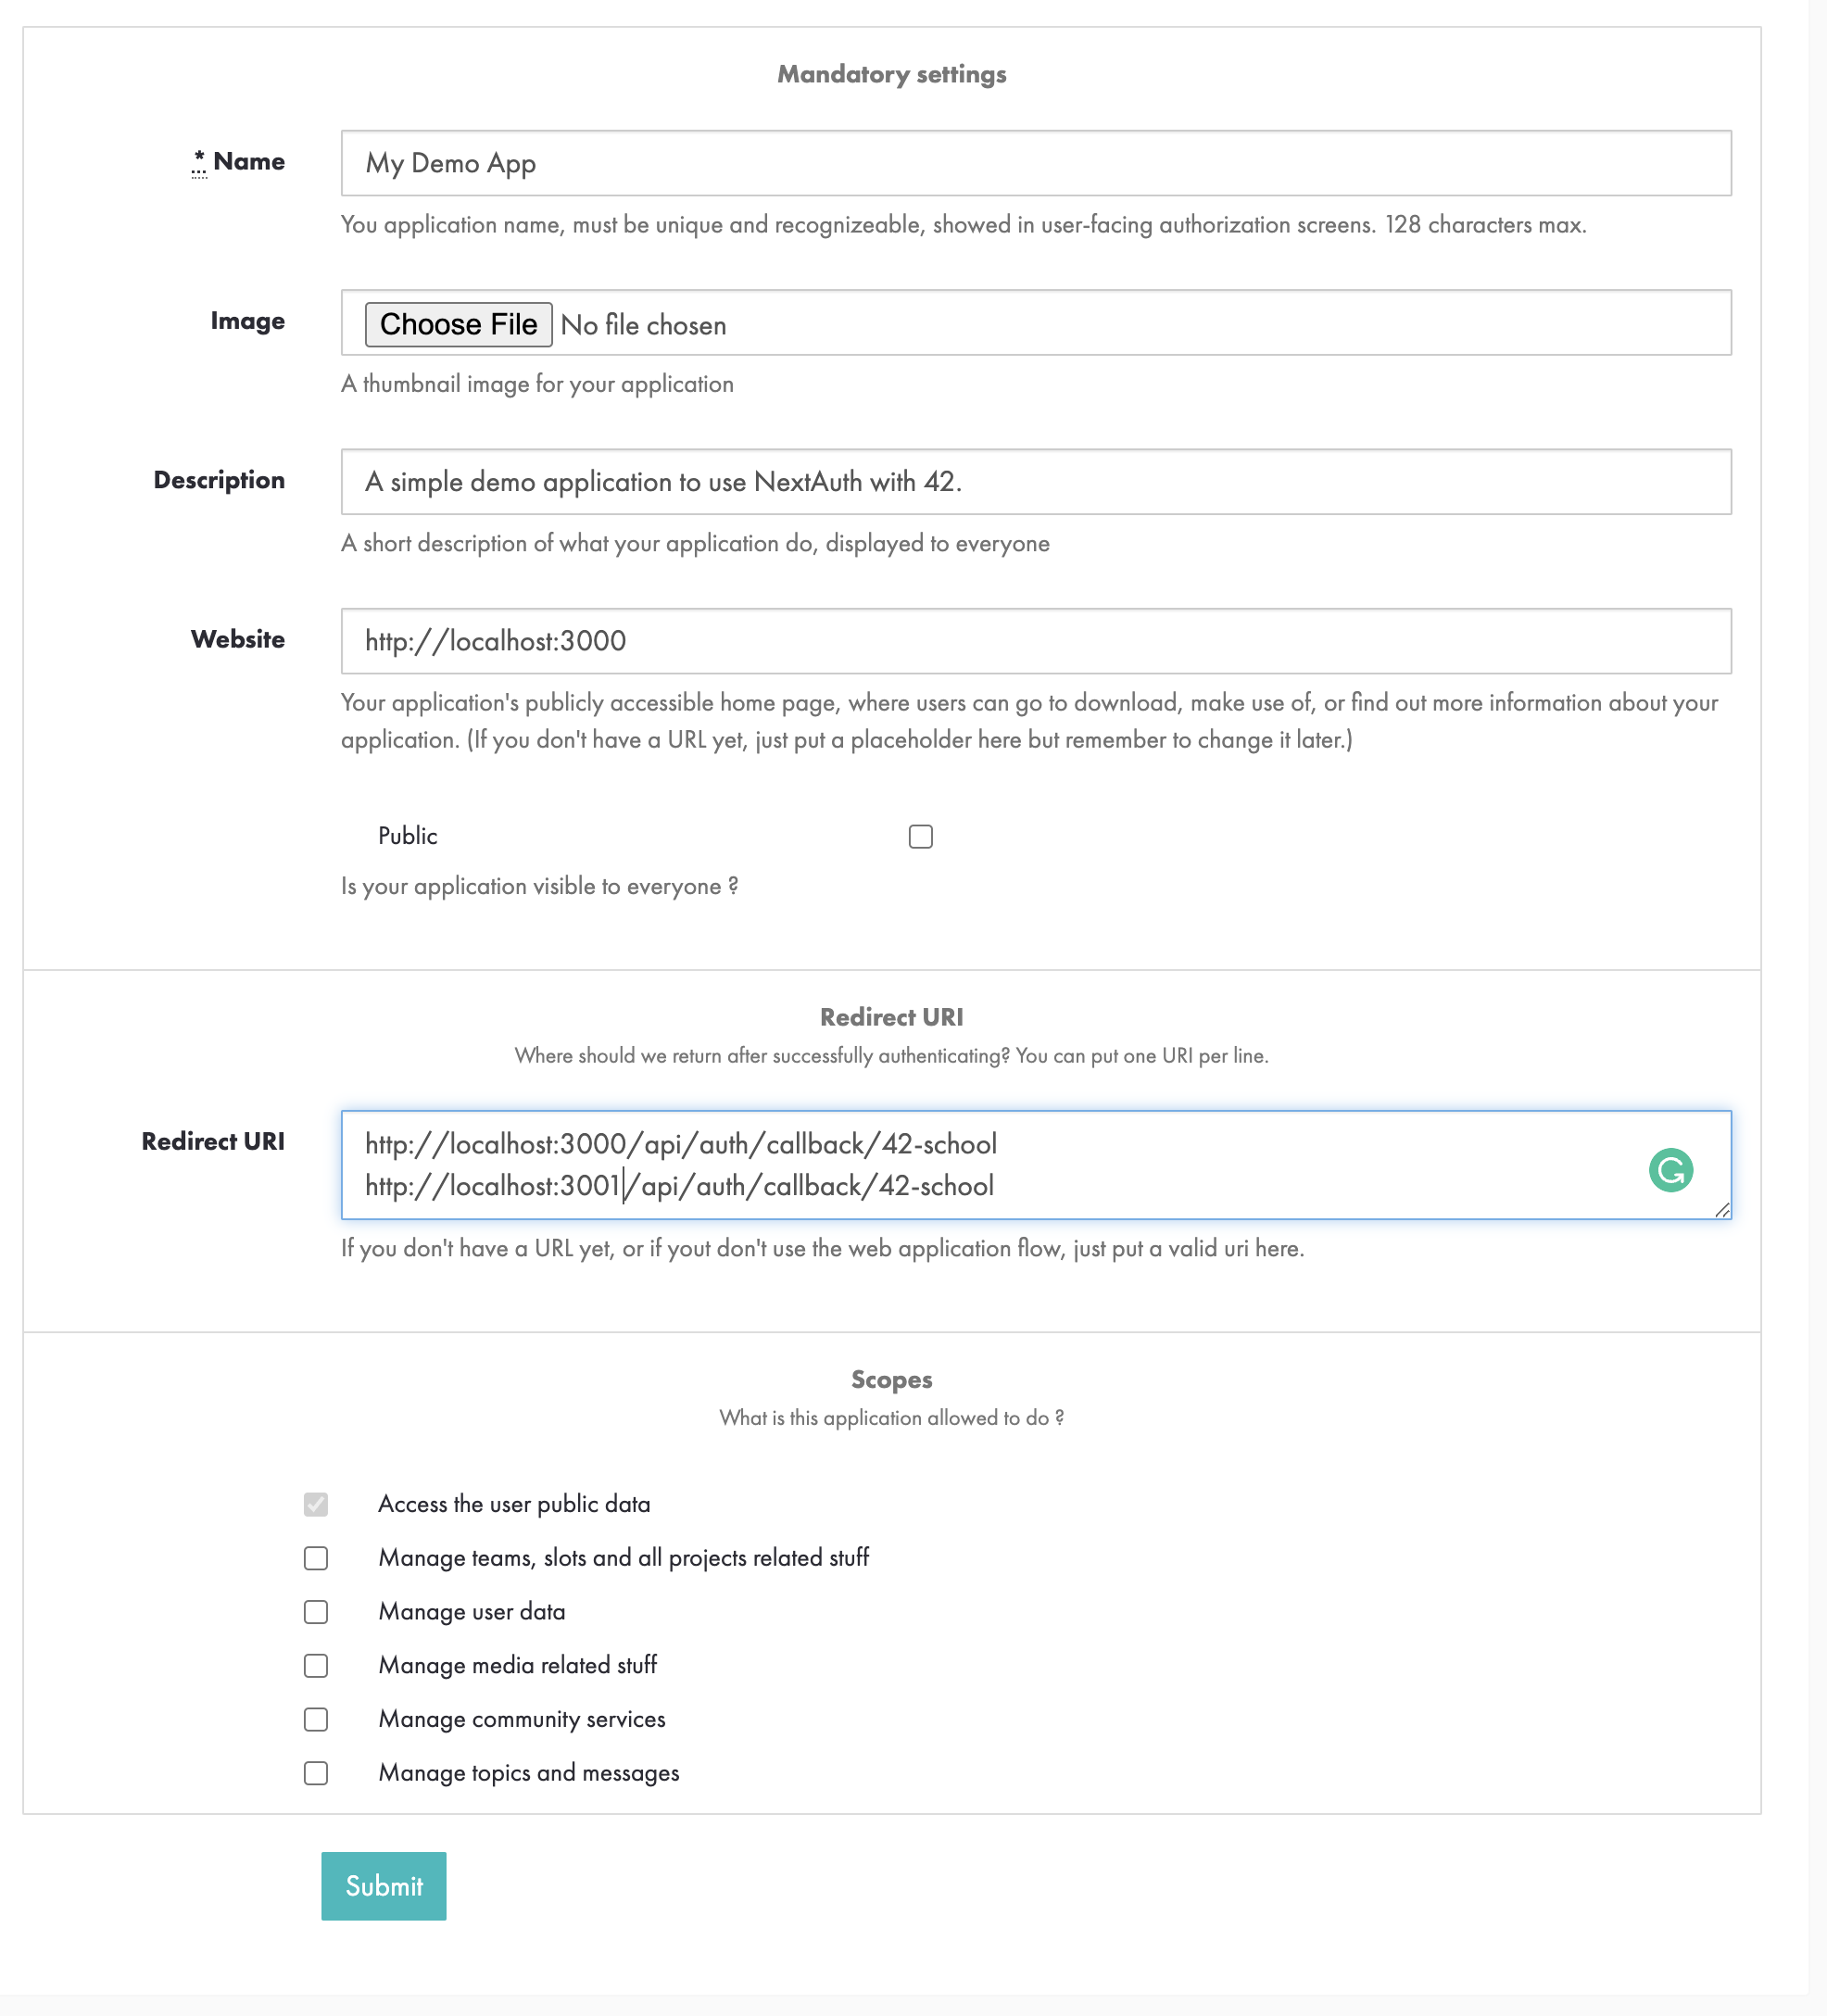 Mandatory settings
* Name
My Demo App
You application name, must be unique and recognizeable, showed in user-facing authorization screens. 128 characters max.
Image
Choose File No file chosen
A thumbnail image for your application
Description
A simple demo application to use NextAuth with 42.
A short description of what your application do, displayed to everyone
Website
http://localhost:3000
Your application's publicly accessible home page, where users can go to download, make use of, or find out more information about your
application. (If you don't have a URL yet, just put a placeholder here but remember to change it later.)
Public
Is your application visible to everyone ?
Redirect URI
Where should we return after successfully authenticating? You can put one URI per line.
Redirect URI
http://localhost:3000/api/auth/callback/42-school
http://localhost:3001/api/auth/callback/42-school
If you don't have a URL yet, or if yout don't use the web application flow, just put a valid uri here.
Scopes
What is this application allowed to do ?
Access the user public data
Manage teams, slots and all projects related stuff
Manage user data
Manage media related stuff
Manage community services
Manage topics and messages
Submit